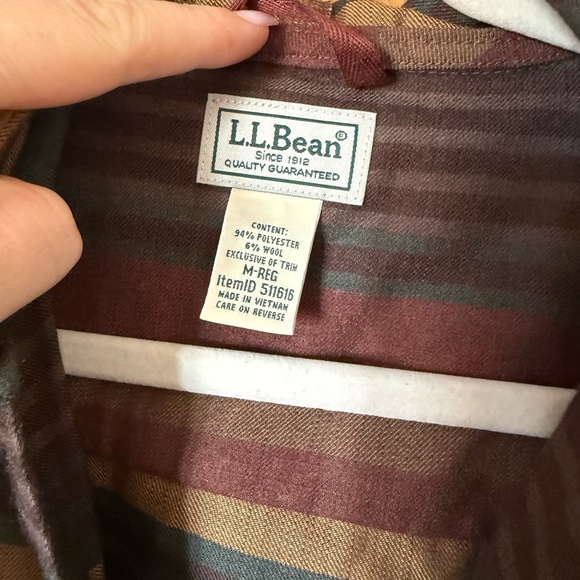 L.L.Bean®
Since 1912
QUALITY GUARANTEED
CONTENT:
94% POLYESTER
6% WOOL
EXCLUSIVE OF TRIM
M-REG
ItemID 511616
MADE IN VIETNAM
CARE ON REVERSE